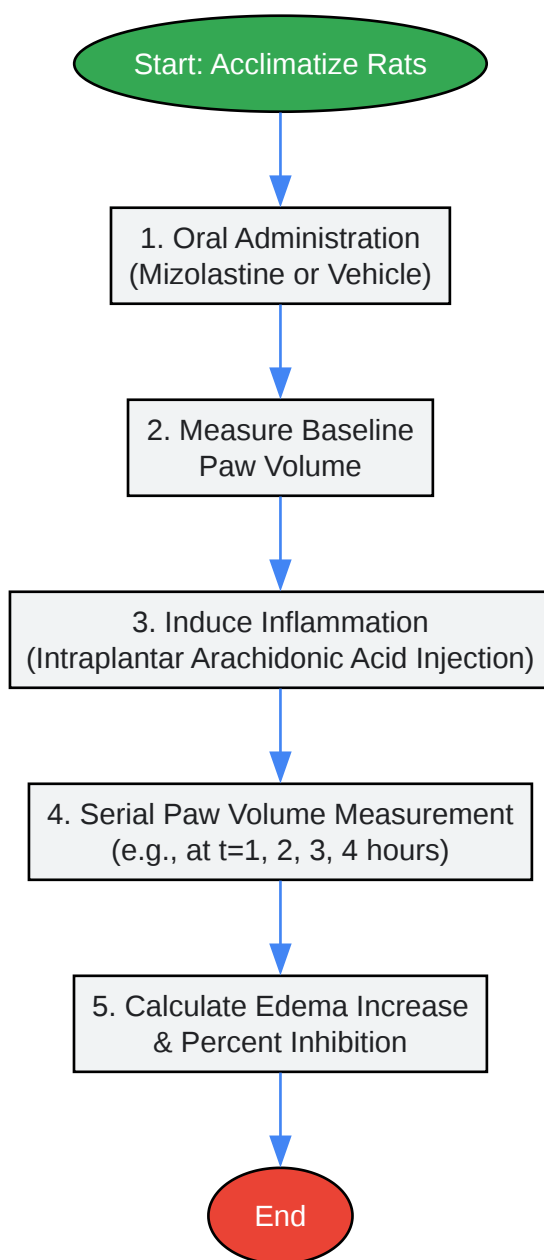 Start: Acclimatize Rats
1. Oral Administration
(Mizolastine or Vehicle)
2. Measure Baseline
Paw Volume
3. Induce Inflammation
(Intraplantar Arachidonic Acid Injection)
4. Serial Paw Volume Measurement
(e.g., at t=1, 2, 3, 4 hours)
5. Calculate Edema Increase
& Percent Inhibition
End